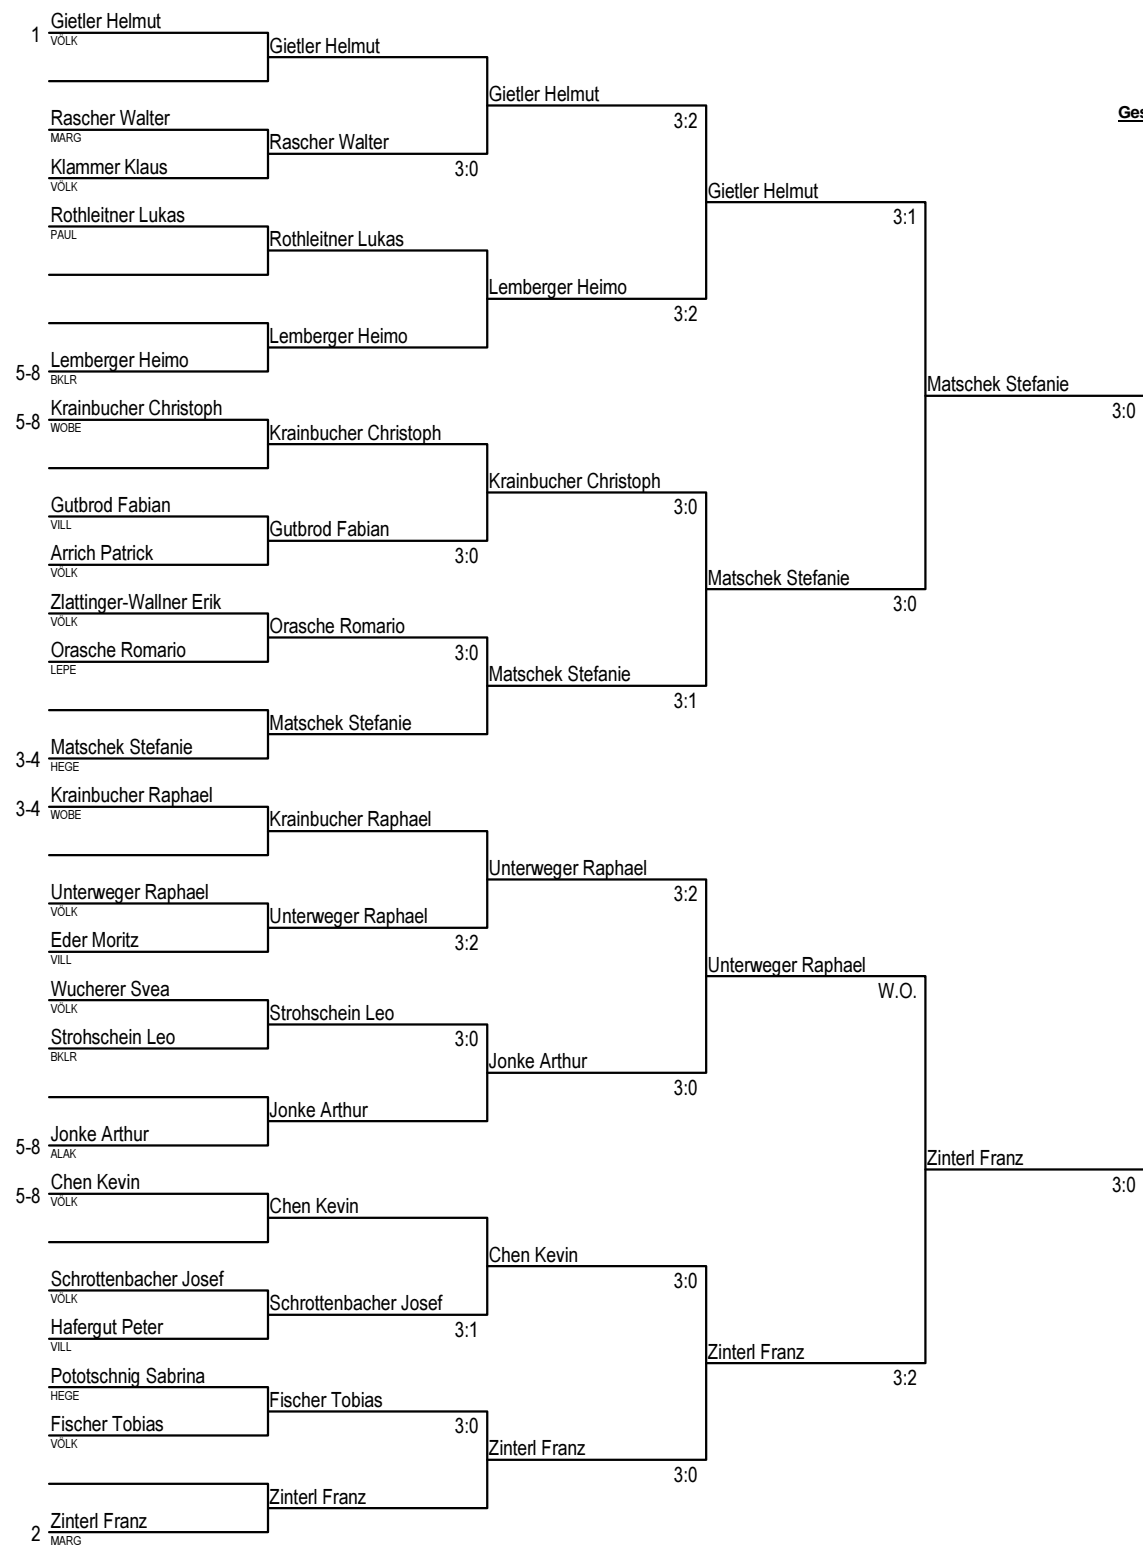 Gietler Helmut
1
VÖLK
Gietler Helmut
Gietler Helmut
Ges
Rascher Walter
3:2
MARG
Rascher Walter
Klammer Klaus
3:0
VÖLK
Gietler Helmut
Rothleitner Lukas
3:1
PAUL
Rothleitner Lukas
Lemberger Heimo
3:2
Lemberger Heimo
Lemberger Heimo
5-8
BKLR
Matschek Stefanie
3:0
Krainbucher Christoph
5-8
WOBE
Krainbucher Christoph
Krainbucher Christoph
Gutbrod Fabian
3:0
VILL
Gutbrod Fabian
Arrich Patrick
3:0
VÖLK
Matschek Stefanie
Zlattinger-Wallner Erik
3:0
VÖLK
Orasche Romario
Orasche Romario
3:0
LEPE
Matschek Stefanie
3:1
Matschek Stefanie
Matschek Stefanie
3-4
HEGE
Krainbucher Raphael
3-4
WOBE
Krainbucher Raphael
Unterweger Raphael
Unterweger Raphael
3:2
VÖLK
Unterweger Raphael
Eder Moritz
3:2
VILL
Unterweger Raphael
Wucherer Svea
W.O.
VÖLK
Strohschein Leo
Strohschein Leo
3:0
BKLR
Jonke Arthur
3:0
Jonke Arthur
Jonke Arthur
5-8
ALAK
Zinterl Franz
3:0
Chen Kevin
5-8
VÖLK
Chen Kevin
Chen Kevin
Schrottenbacher Josef
3:0
VÖLK
Schrottenbacher Josef
Hafergut Peter
3:1
VILL
Zinterl Franz
Pototschnig Sabrina
3:2
HEGE
Fischer Tobias
Fischer Tobias
3:0
VÖLK
Zinterl Franz
3:0
Zinterl Franz
Zinterl Franz
2
MARG